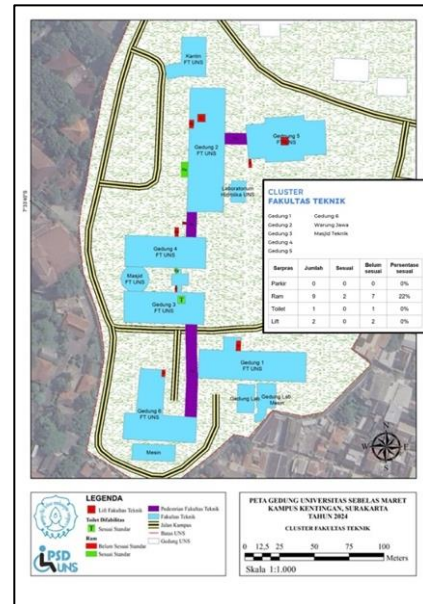 Kantin
FT UNS
Gedung 2
FT UNS
Gedung 5
FT UNS
Laboratorium
UNS
Gedung 4
FT UNS
Masjid
FT UNS
Gedung 3
FT UNS
Gedung 1
FT UNS
Gedung 6
FT UNS
Gedung Lab
Gedung Lab
Mesin
Mesin
CLUSTER
FAKULTAS TEKNIK
Gedung 1 Gedung 6
Gedung 2 Warung Jawa
Gedung 3 Masjid Teknik
Gedung 4
Gedung 5
Sarpras Jumlah Sesuai Belum sesuai Persentase sesuai
Parkir 0 0 0 0%
Ram 9 2 7 22%
Toilet 1 0 1 0%
Lift 2 0 2 0%
N
W E
S
LEGENDA
Lift Fakultas Teknik
Toilet Difabilitas
T Sesuai Standar
Ram
Belum Sesuai Standar
Sesuai Standar
Pedestrian Fakultas Teknik
Fakultas Teknik
Jalan Kampus
Batas UNS
Gedung UNS
PSD
UNS
PETA GEDUNG UNIVERSITAS SEBELAS MARET
KAMPUS KENTINGAN, SURAKARTA
TAHUN 2024
CLUSTER FAKULTAS TEKNIK
0 12,5 25 50 75 100
Meters
Skala 1:1.000